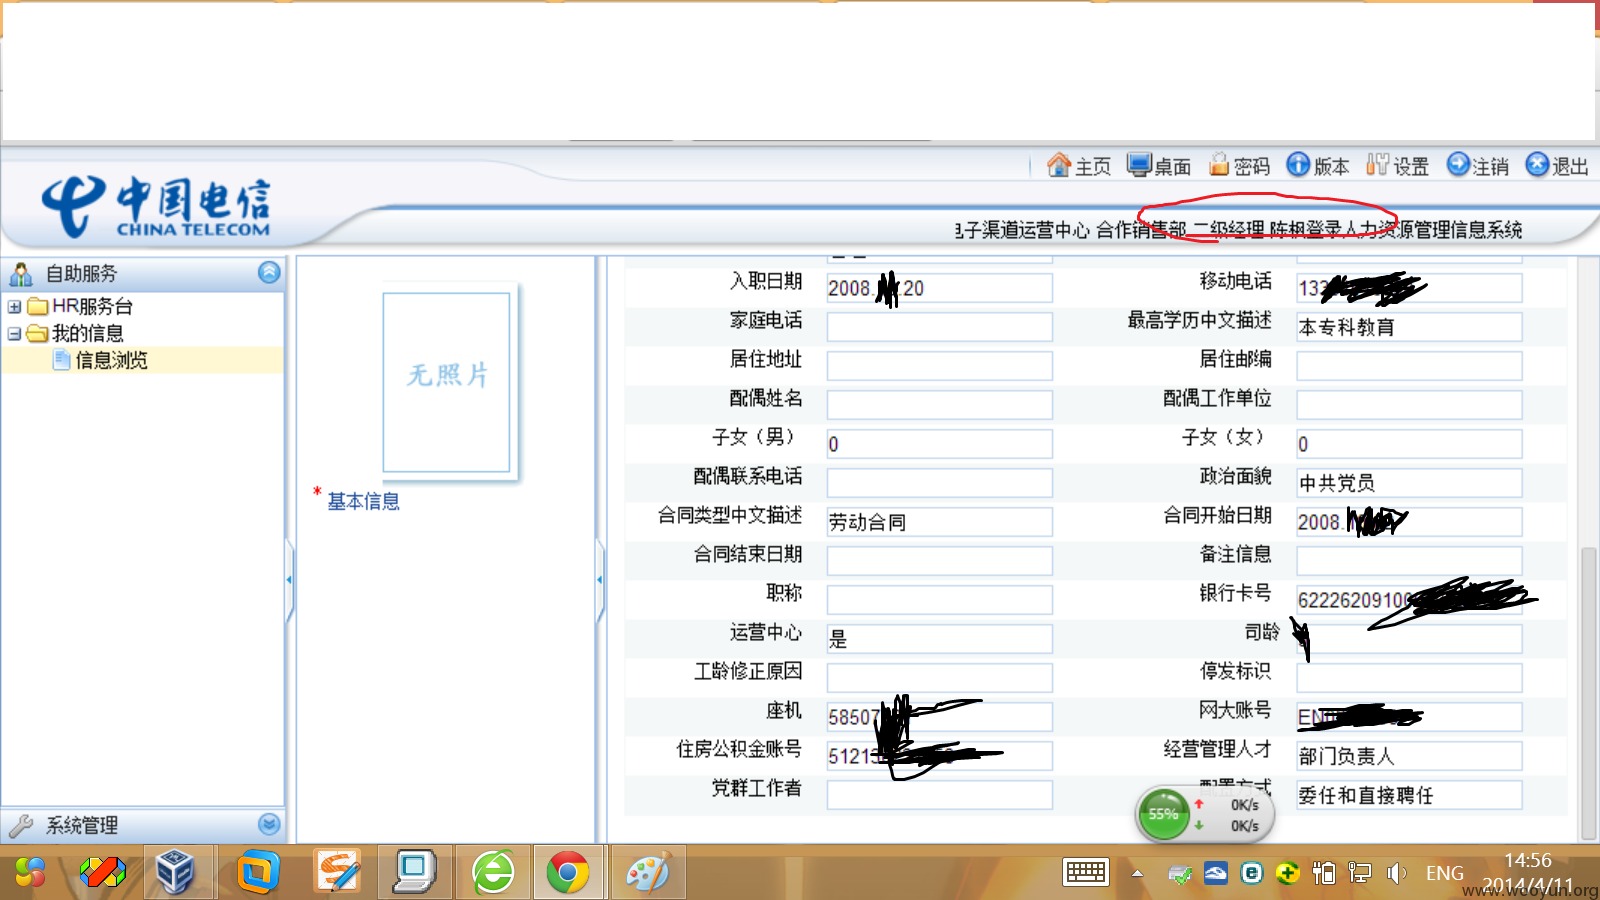 主页 桌面 密码 版本 设置 注销 退出
中国电信
CHINA TELECOM
电子渠道运营中心 合作销售部 二级经理 陈枫登录人力资源管理信息系统
自助服务
HR服务台
我的信息
信息浏览
系统管理
无照片
* 基本信息
入职日期 2008. .20 移动电话 133
家庭电话 最高学历中文描述 本专科教育
居住地址 居住邮编
配偶姓名 配偶工作单位
子女（男） 0 子女（女） 0
配偶联系电话 政治面貌 中共党员
合同类型中文描述 劳动合同 合同开始日期 2008.
合同结束日期 备注信息
职称 银行卡号 62226209100
运营中心 是 司龄
工龄修正原因 停发标识
座机 58507 网大账号 EN
住房公积金账号 51213 经营管理人才 部门负责人
党群工作者 配置方式 委任和直接聘任
55% 0K/s
0K/s
ENG 14:56
2014/4/11
www.wooyun.org